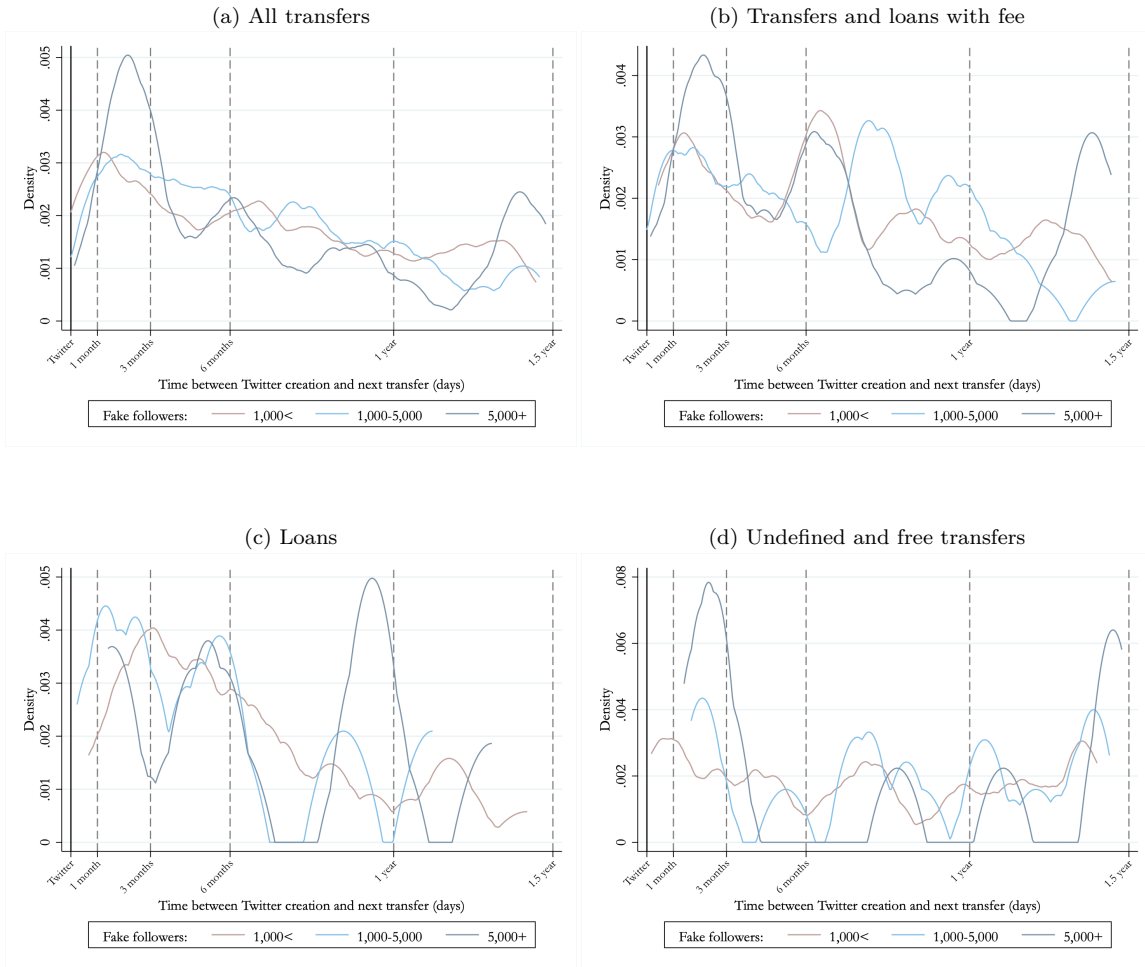 (a) All transfers
.005
.004
.003
.002
.001
0
Density
Twitter
1 month
3 months
6 months
1 year
1.5 year
Time between Twitter creation and next transfer (days)
Fake followers: 1,000< 1,000-5,000 5,000+
(b) Transfers and loans with fee
.004
.003
.002
.001
0
Density
Twitter
1 month
3 months
6 months
1 year
1.5 year
Time between Twitter creation and next transfer (days)
Fake followers: 1,000< 1,000-5,000 5,000+
(c) Loans
.005
.004
.003
.002
.001
0
Density
Twitter
1 month
3 months
6 months
1 year
1.5 year
Time between Twitter creation and next transfer (days)
Fake followers: 1,000< 1,000-5,000 5,000+
(d) Undefined and free transfers
.008
.006
.004
.002
0
Density
Twitter
1 month
3 months
6 months
1 year
1.5 year
Time between Twitter creation and next transfer (days)
Fake followers: 1,000< 1,000-5,000 5,000+